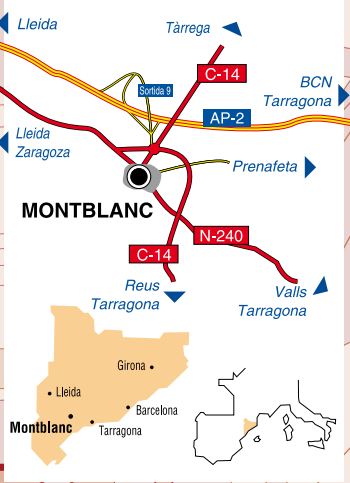 Lleida
Tàrrega
C-14
Sortida 9
BCN
Tarragona
AP-2
Lleida
Zaragoza
Prenafeta
MONTBLANC
N-240
C-14
Reus
Tarragona
Valls
Tarragona
Girona
Lleida
Barcelona
Montblanc
Tarragona